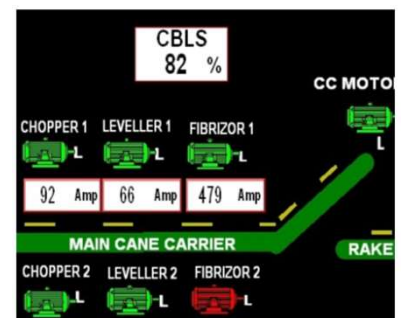 CBLS
82 %
CC MOTO
CHOPPER 1 LEVELLER 1 FIBRIZOR 1
L L L L
92 Amp 66 Amp 479 Amp
MAIN CANE CARRIER
RAKE
CHOPPER 2 LEVELLER 2 FIBRIZOR 2
L L L